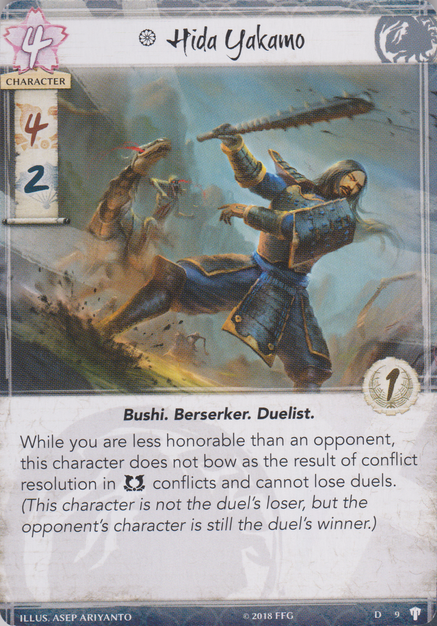 4
Hida Yakamo
CHARACTER
4
2
1
Bushi. Berserker. Duelist.
While you are less honorable than an opponent,
this character does not bow as the result of conflict
resolution in conflicts and cannot lose duels.
(This character is not the duel's loser, but the
opponent's character is still the duel's winner.)
ILLUS. ASEP ARIYANTO © 2018 FFG D 9